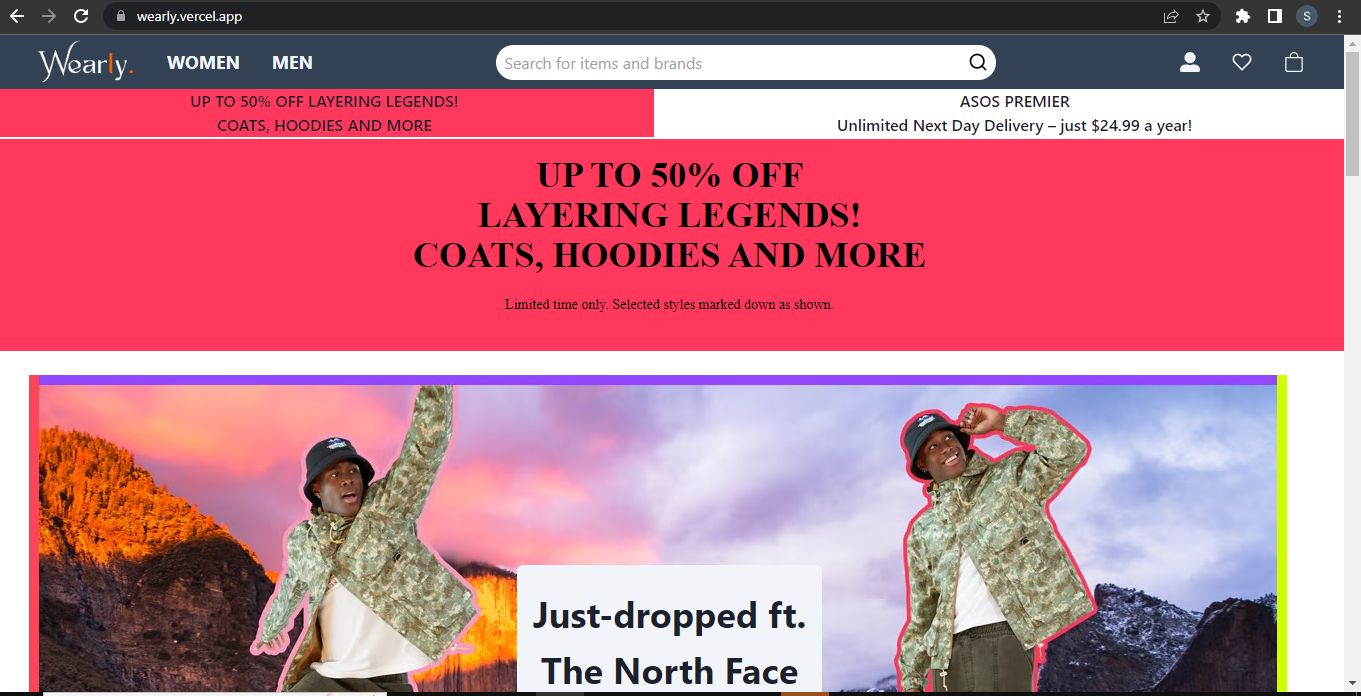 wearly.vercel.app
S
Wearly.
WOMEN
MEN
Search for items and brands
UP TO 50% OFF LAYERING LEGENDS!
COATS, HOODIES AND MORE
ASOS PREMIER
Unlimited Next Day Delivery – just $24.99 a year!
UP TO 50% OFF
LAYERING LEGENDS!
COATS, HOODIES AND MORE
Limited time only. Selected styles marked down as shown.
Just-dropped ft.
The North Face